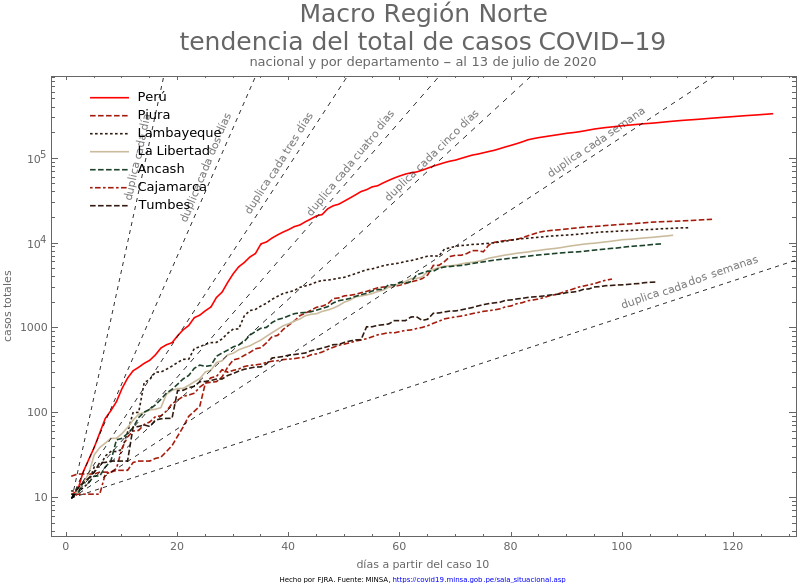 Macro Región Norte
tendencia del total de casos COVID−19
nacional y por departamento − al 13 de julio de 2020
Perú
Piura
Lambayeque
La Libertad
Ancash
Cajamarca
Tumbes
duplica cada día
duplica cada dos días
duplica cada tres días
duplica cada cuatro días
duplica cada cinco días
duplica cada semana
duplica cada dos semanas
casos totales
10^5
10^4
1000
100
10
0 20 40 60 80 100 120
días a partir del caso 10
Hecho por FJRA. Fuente: MINSA, https://covid19.minsa.gob.pe/sala_situacional.asp